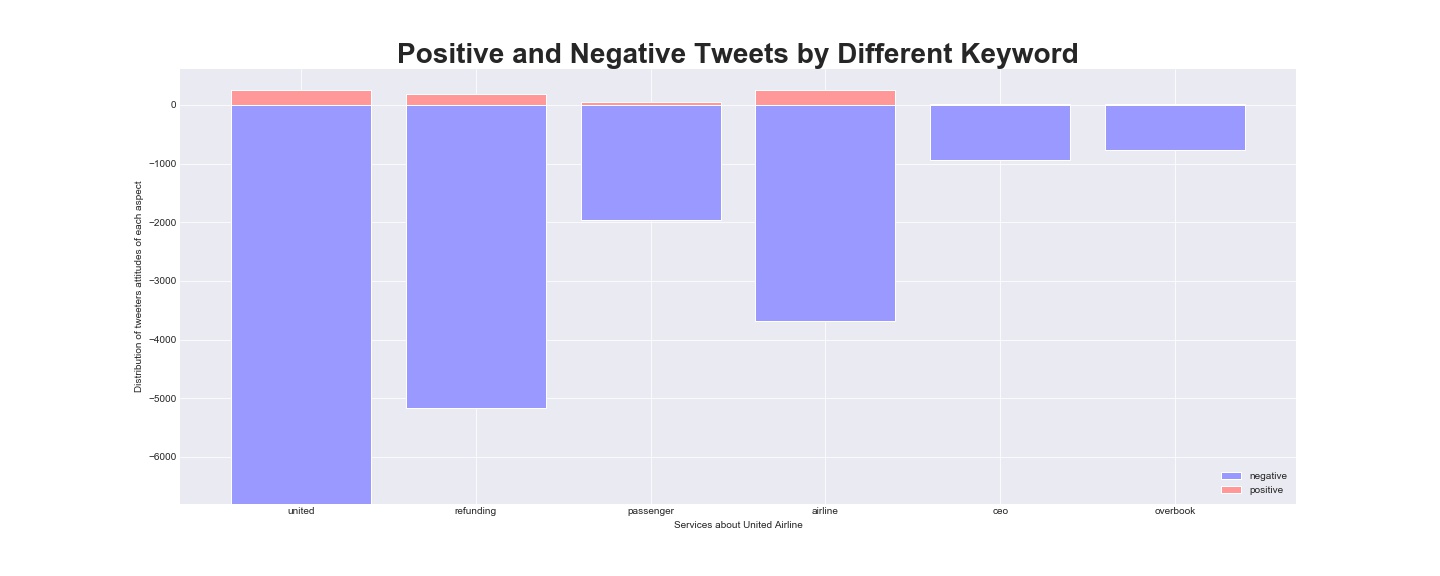 Positive and Negative Tweets by Different Keyword
0
−1000
−2000
−3000
−4000
−5000
−6000
Distribution of tweeters attitudes of each aspect
negative
positive
united refunding passenger airline ceo overbook
Services about United Airline